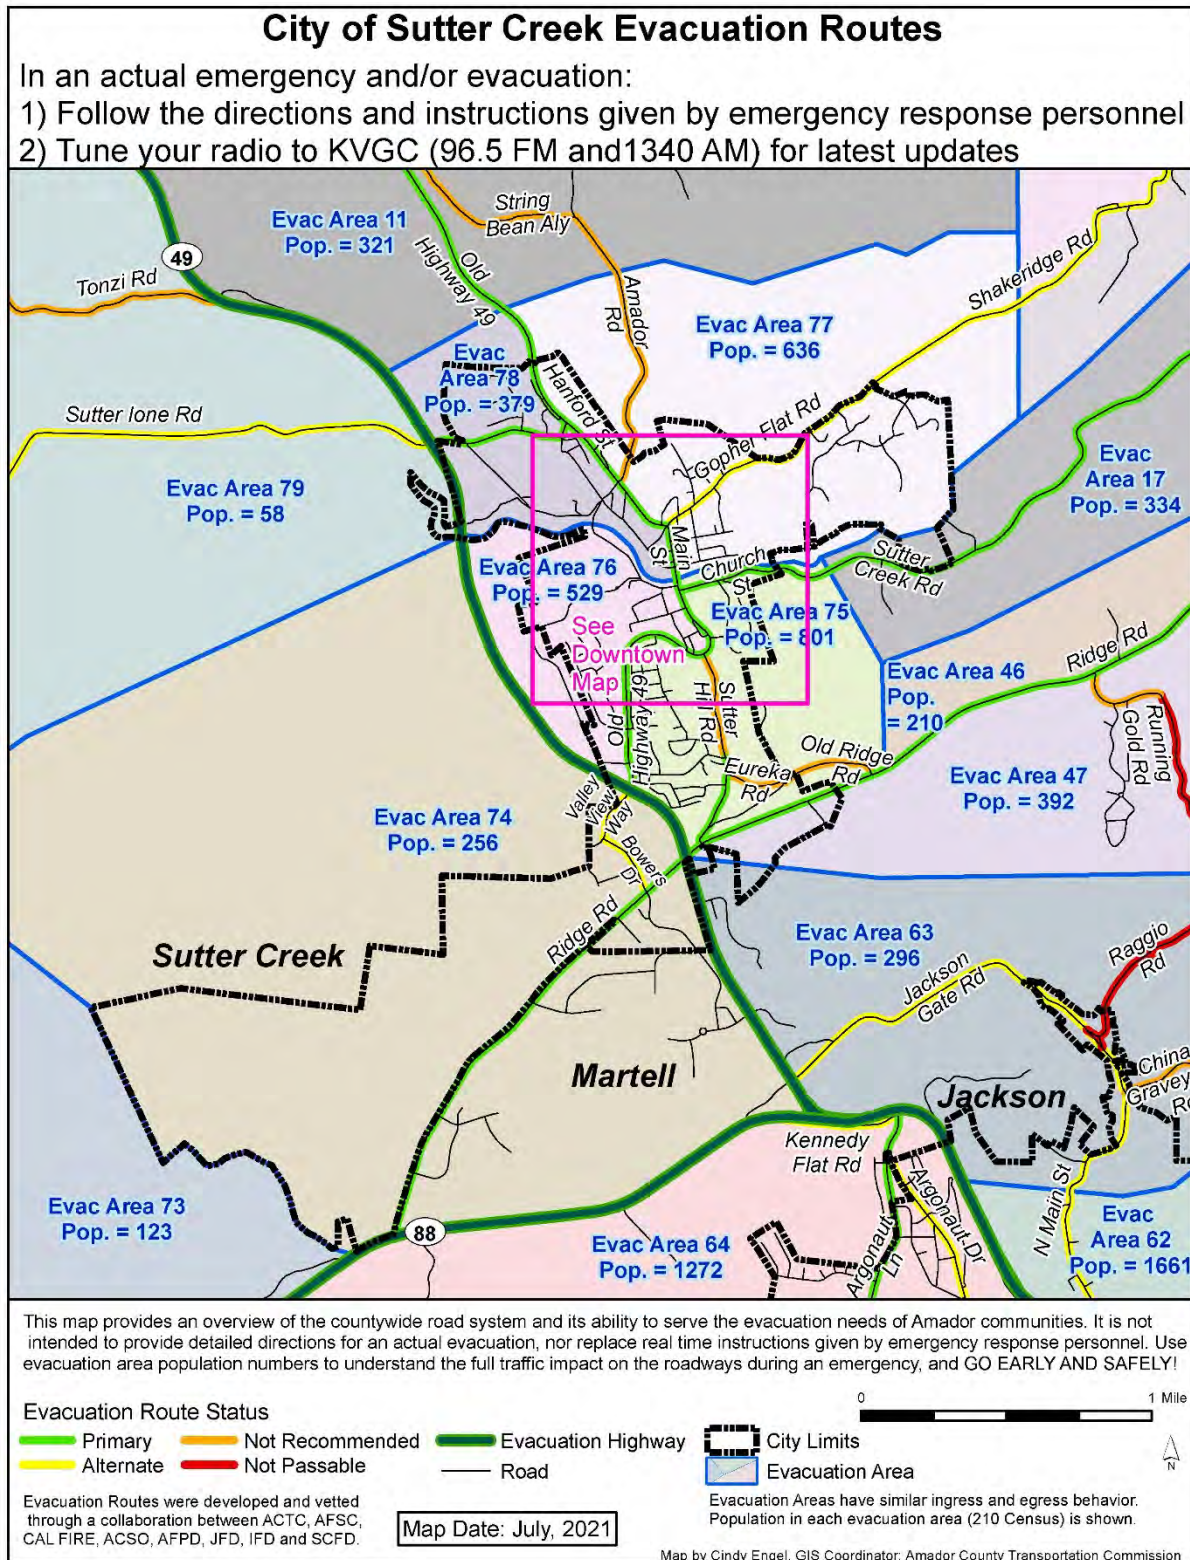 City of Sutter Creek Evacuation Routes
In an actual emergency and/or evacuation:
1) Follow the directions and instructions given by emergency response personnel
2) Tune your radio to KVGC (96.5 FM and1340 AM) for latest updates
String
Bean Aly
Evac Area 11
Pop. = 321
49
Old
Highway 49
Tonzi Rd
Amador
Rd
Shakeridge Rd
Evac Area 77
Pop. = 636
Evac
Area 78
Pop. = 379
Hanford St
Sutter Ione Rd
Gopher Flat Rd
Evac
Area 17
Pop. = 334
Evac Area 79
Pop. = 58
Main
St
Church
St
Sutter
Creek Rd
Evac Area 76
Pop. = 529
Evac Area 75
Pop. = 801
See
Downtown
Map
Ridge Rd
Evac Area 46
Pop.
= 210
Old
Highway 49
Sutter
Hill Rd
Running
Gold Rd
Old Ridge
Rd
Eureka
Rd
Evac Area 47
Pop. = 392
Valley
View
Way
Evac Area 74
Pop. = 256
Bowers
Dr
Ridge Rd
Sutter Creek
Evac Area 63
Pop. = 296
Raggio
Rd
Jackson
Gate Rd
Martell
China
Gravey
Rd
Jackson
Kennedy
Flat Rd
Argonaut Dr
N Main St
Evac Area 73
Pop. = 123
88
Evac Area 64
Pop. = 1272
Argonaut
Ln
Evac
Area 62
Pop. = 1661
This map provides an overview of the countywide road system and its ability to serve the evacuation needs of Amador communities. It is not
intended to provide detailed directions for an actual evacuation, nor replace real time instructions given by emergency response personnel. Use
evacuation area population numbers to understand the full traffic impact on the roadways during an emergency, and GO EARLY AND SAFELY!
0 1 Mile
Evacuation Route Status
Primary Not Recommended Evacuation Highway City Limits
Alternate Not Passable Road Evacuation Area
N
Evacuation Routes were developed and vetted
through a collaboration between ACTC, AFSC,
CAL FIRE, ACSO, AFPD, JFD, IFD and SCFD.
Map Date: July, 2021
Evacuation Areas have similar ingress and egress behavior.
Population in each evacuation area (210 Census) is shown.
Map by Cindy Engel, GIS Coordinator; Amador County Transportation Commission